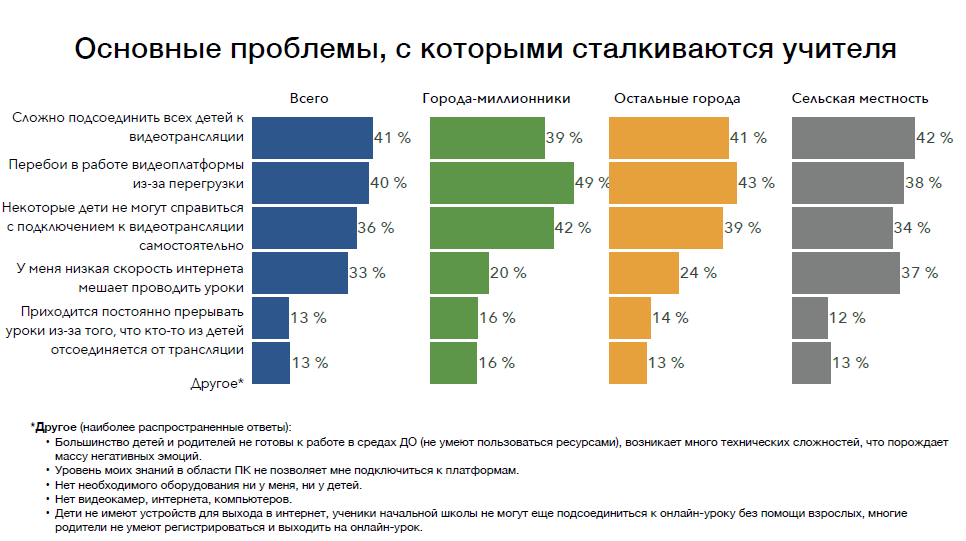 Основные проблемы, с которыми сталкиваются учителя
Всего
Города-миллионники
Остальные города
Сельская местность
Сложно подсоединить всех детей к
видеотрансляции
41 %
39 %
41 %
42 %
Перебои в работе видеоплатформы
из-за перегрузки
40 %
49 %
43 %
38 %
Некоторые дети не могут справиться
с подключением к видеотрансляции
самостоятельно
36 %
42 %
39 %
34 %
У меня низкая скорость интернета
мешает проводить уроки
33 %
20 %
24 %
37 %
Приходится постоянно прерывать
уроки из-за того, что кто-то из детей
отсоединяется от трансляции
13 %
16 %
14 %
12 %
Другое*
13 %
16 %
13 %
13 %
*Другое (наиболее распространенные ответы):
• Большинство детей и родителей не готовы к работе в средах ДО (не умеют пользоваться ресурсами), возникает много технических сложностей, что порождает
массу негативных эмоций.
• Уровень моих знаний в области ПК не позволяет мне подключиться к платформам.
• Нет необходимого оборудования ни у меня, ни у детей.
• Нет видеокамер, интернета, компьютеров.
• Дети не имеют устройств для выхода в интернет, ученики начальной школы не могут еще подсоединиться к онлайн-уроку без помощи взрослых, многие
родители не умеют регистрироваться и выходить на онлайн-урок.